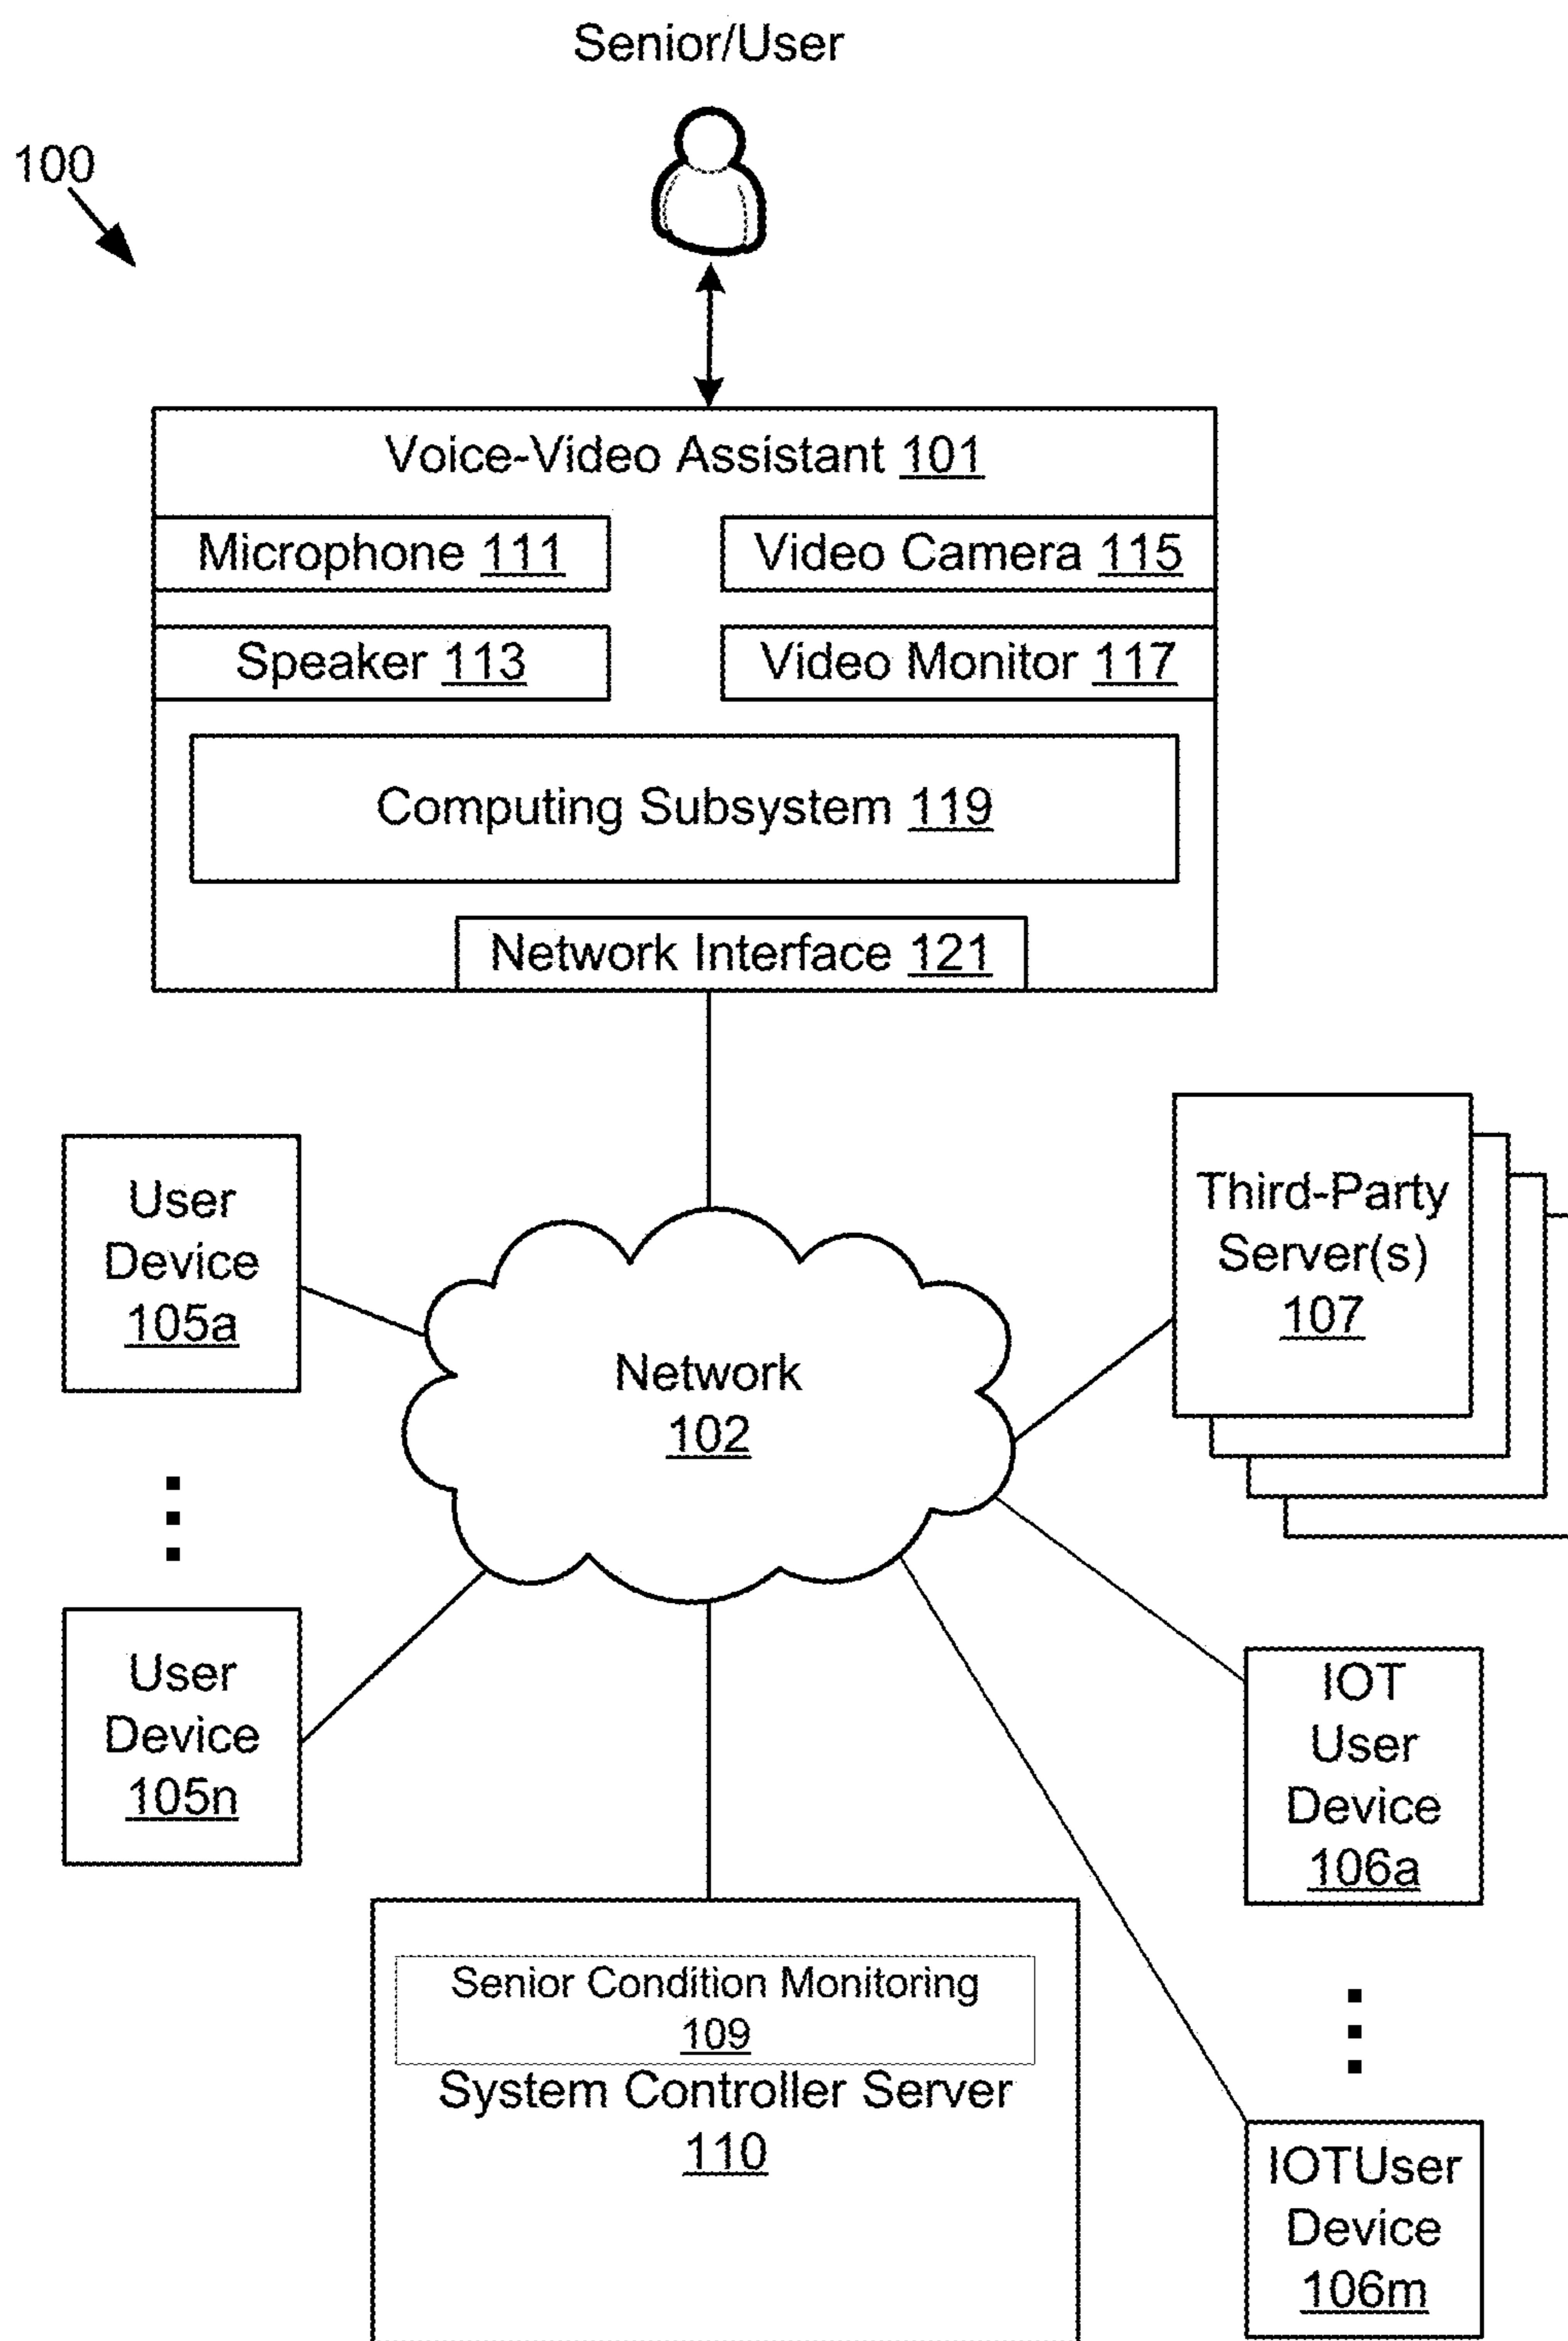 Senior/User
100
Voice-Video Assistant 101
Microphone 111
Video Camera 115
Speaker 113
Video Monitor 117
Computing Subsystem 119
Network Interface 121
User
Device
105a
Third-Party
Server(s)
107
Network
102
User
Device
105n
IOT
User
Device
106a
Senior Condition Monitoring
109
System Controller Server
110
IOTUser
Device
106m